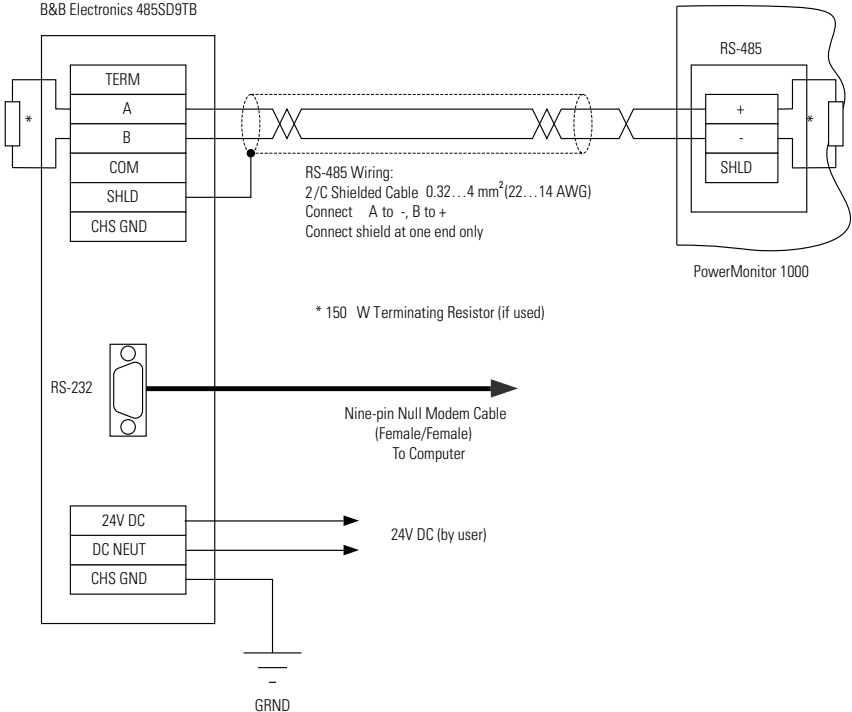 B&B Electronics 485SD9TB
RS-485
TERM
A
B
COM
SHLD
CHS GND
*
+
-
SHLD
*
RS-485 Wiring:
2/C Shielded Cable 0.32…4 mm²(22…14 AWG)
Connect A to -, B to +
Connect shield at one end only
PowerMonitor 1000
* 150 W Terminating Resistor (if used)
RS-232
Nine-pin Null Modem Cable
(Female/Female)
To Computer
24V DC
DC NEUT
CHS GND
24V DC (by user)
GRND